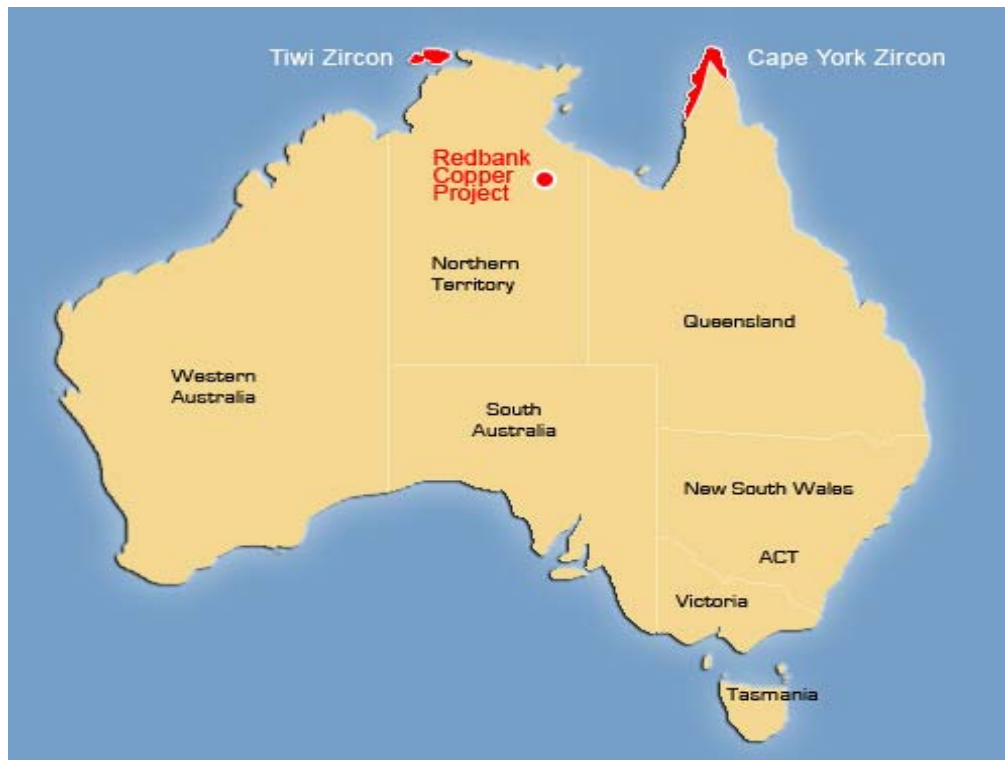 Tiwi Zircon
Cape York Zircon
Redbank
Copper
Project
Northern
Territory
Queensland
Western
Australia
South
Australia
New South Wales
ACT
Victoria
Tasmania